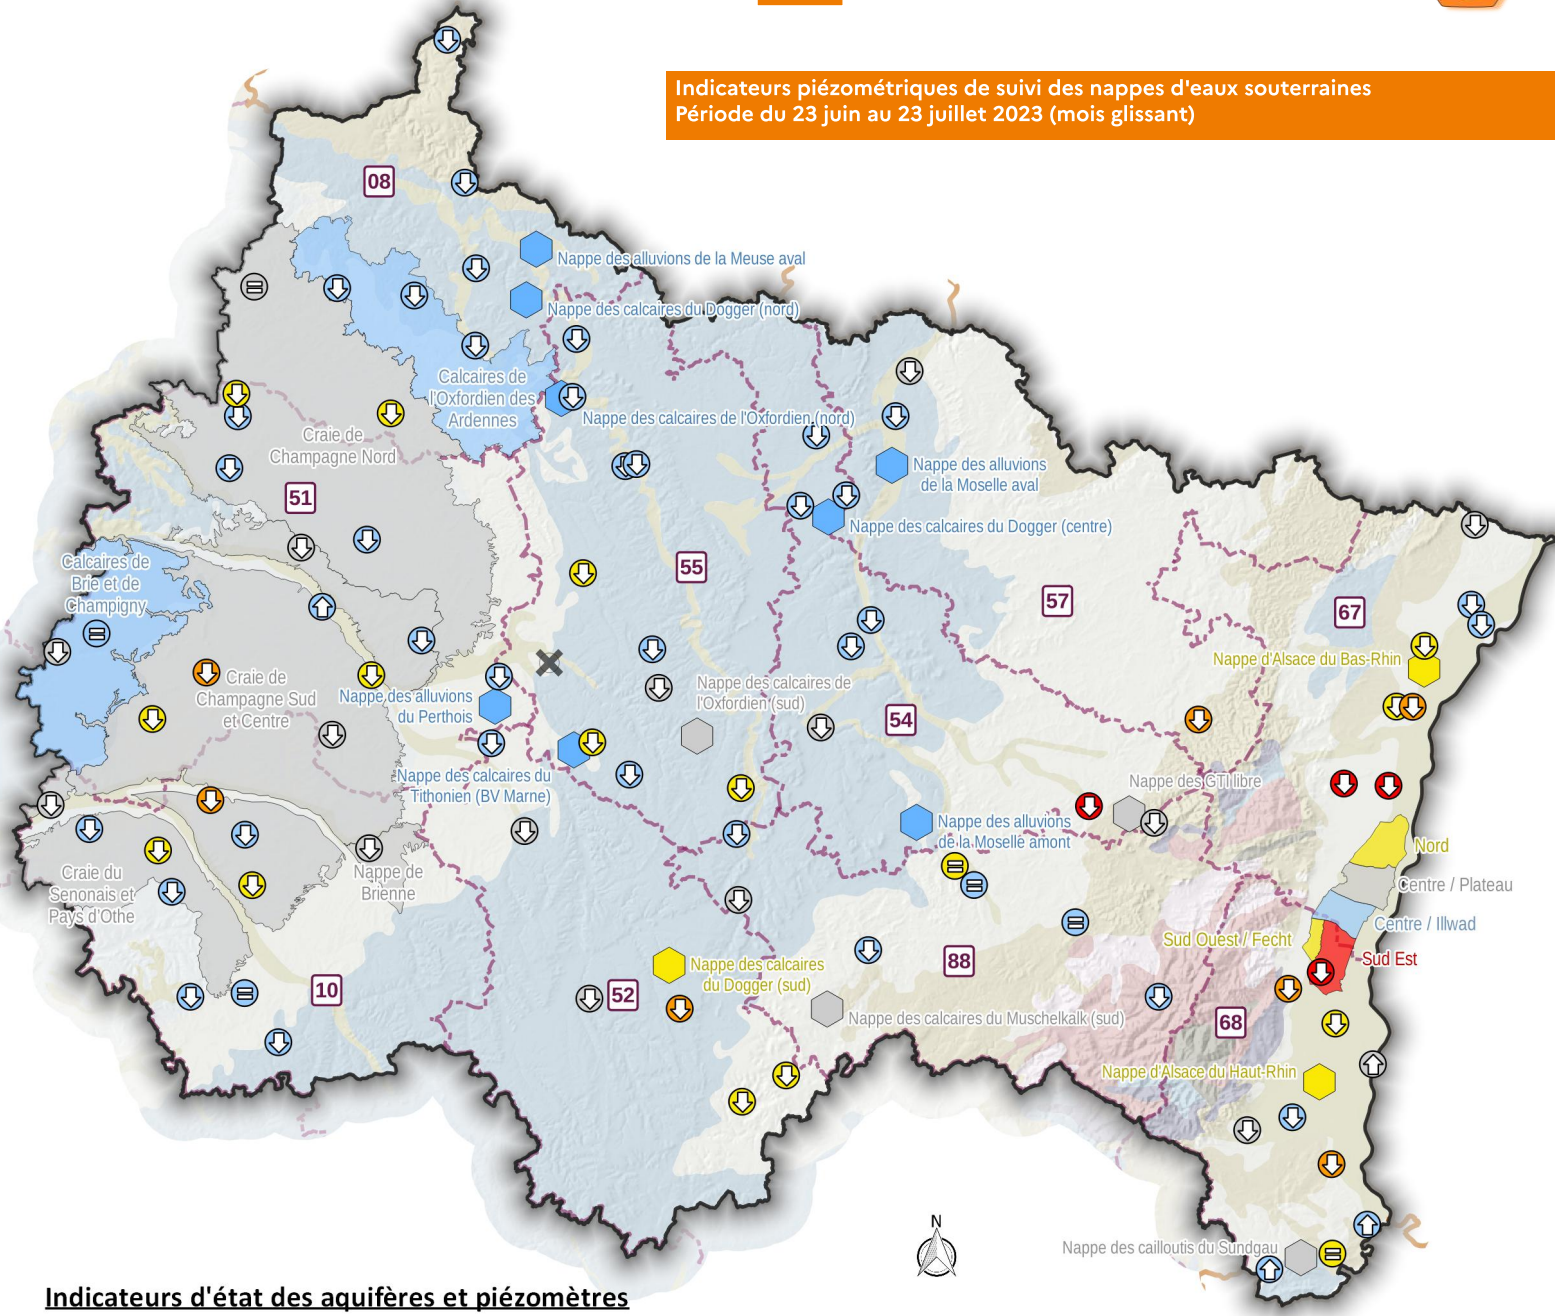 Indicateurs piézométriques de suivi des nappes d'eaux souterraines
Période du 23 juin au 23 juillet 2023 (mois glissant)
08
Nappe des alluvions de la Meuse aval
Nappe des calcaires du Dogger (nord)
Calcaires de
l'Oxfordien des
Ardennes
Nappe des calcaires de l'Oxfordien (nord)
Craie de
Champagne Nord
Nappe des alluvions
de la Moselle aval
51
Nappe des calcaires du Dogger (centre)
Calcaires de
Brie et de
Champigny
55
57
67
Nappe d'Alsace du Bas-Rhin
Craie de
Champagne Sud
et Centre
Nappe des alluvions
du Perthois
Nappe des calcaires de
l'Oxfordien (sud)
54
Nappe des calcaires du
Tithonien (BV Marne)
Nappe des GTI libre
Nappe des alluvions
de la Moselle amont
Nord
Craie du
Senonais et
Pays d'Othe
Nappe de
Brienne
Centre / Plateau
Centre / Illwad
Sud Ouest / Fecht
Sud Est
88
Nappe des calcaires
du Dogger (sud)
10
52
Nappe des calcaires du Muschelkalk (sud)
68
Nappe d'Alsace du Haut-Rhin
N
Nappe des cailloutis du Sundgau
Indicateurs d'état des aquifères et piézomètres